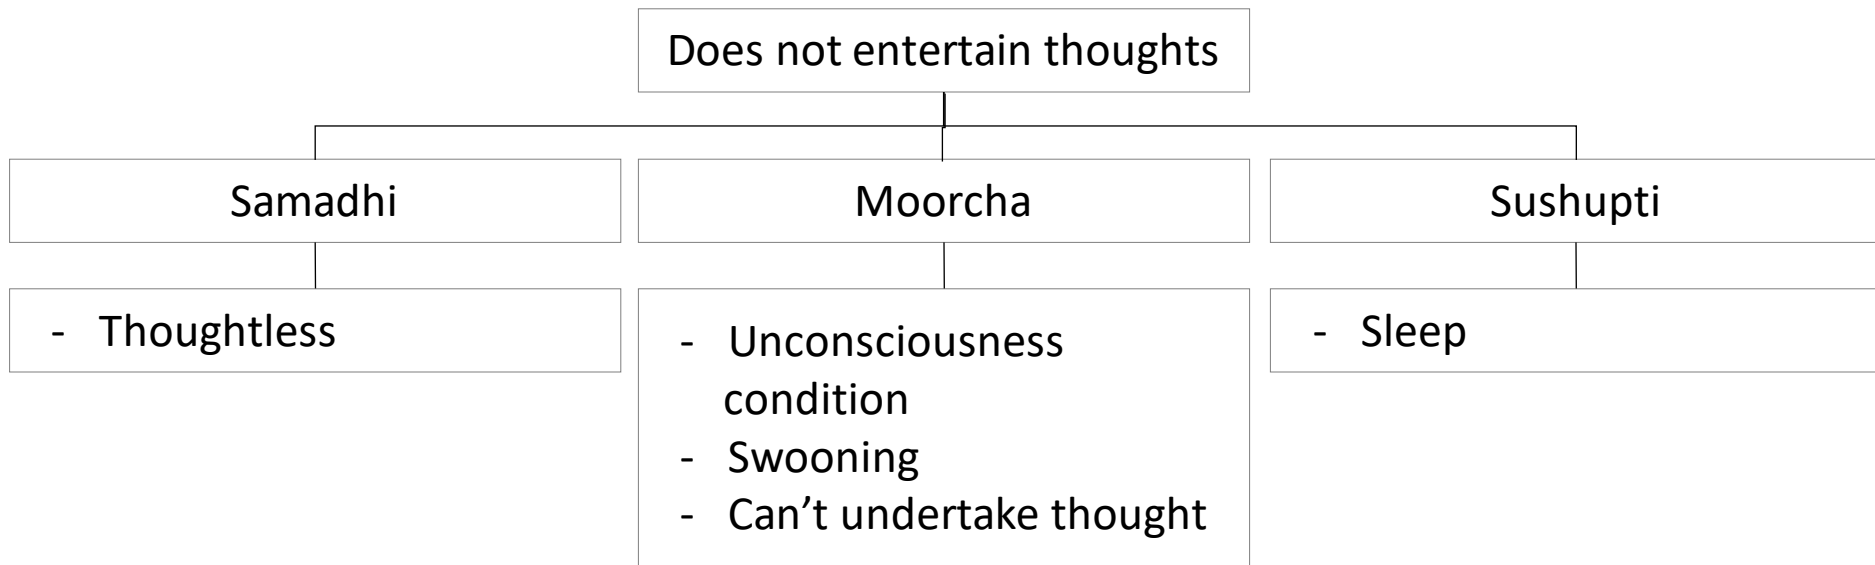 Does not entertain thoughts
Samadhi
Moorcha
Sushupti
- Thoughtless
- Unconsciousness
condition
- Swooning
- Can’t undertake thought
- Sleep